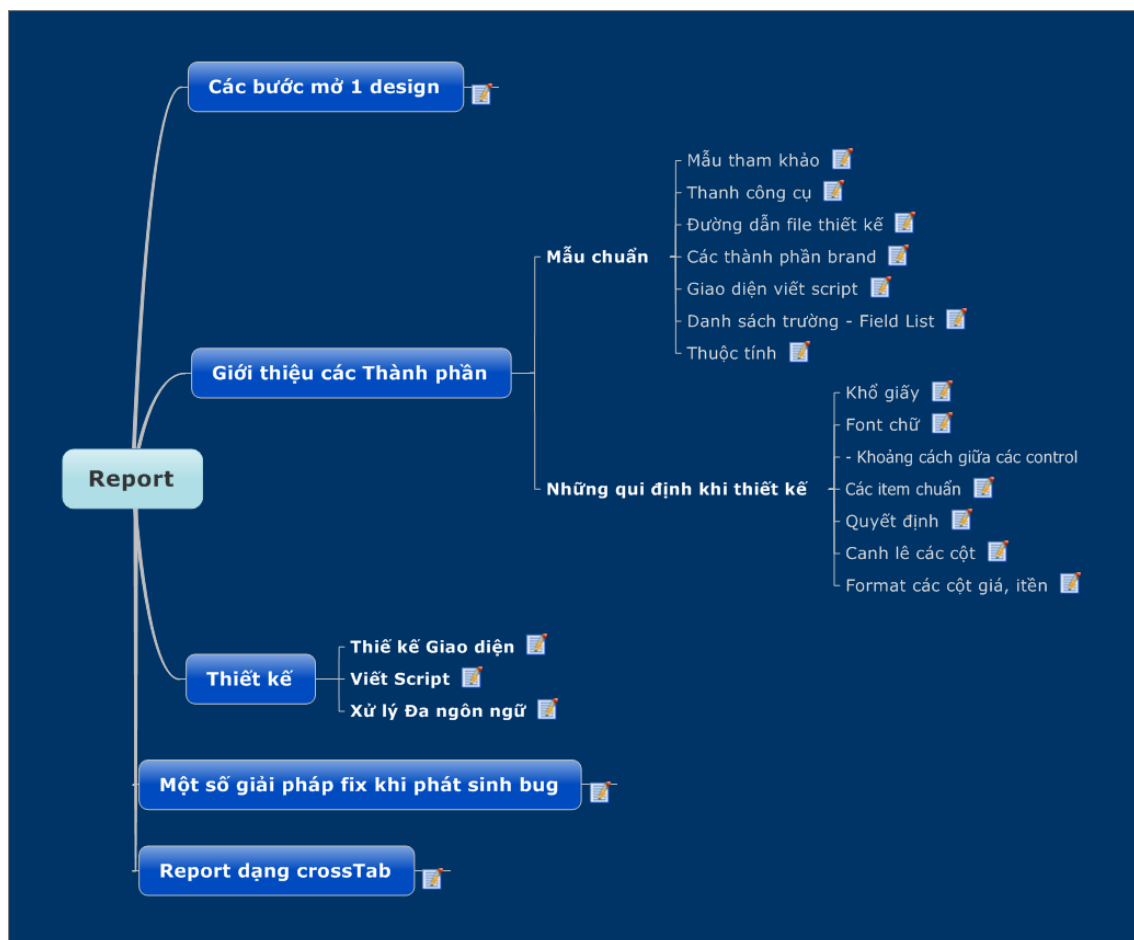 Các bước mở 1 design
Mẫu tham khảo
Thanh công cụ
Đường dẫn file thiết kế
Mẫu chuẩn
Các thành phần brand
Giao diện viết script
Danh sách trường - Field List
Thuộc tính
Giới thiệu các Thành phần
Khổ giấy
Font chữ
- Khoảng cách giữa các control
Report
Những qui định khi thiết kế
Các item chuẩn
Quyết định
Canh lê các cột
Format các cột giá, itền
Thiế kế Giao diện
Thiết kế
Viết Script
Xử lý Đa ngôn ngữ
Một số giải pháp fix khi phát sinh bug
Report dạng crossTab